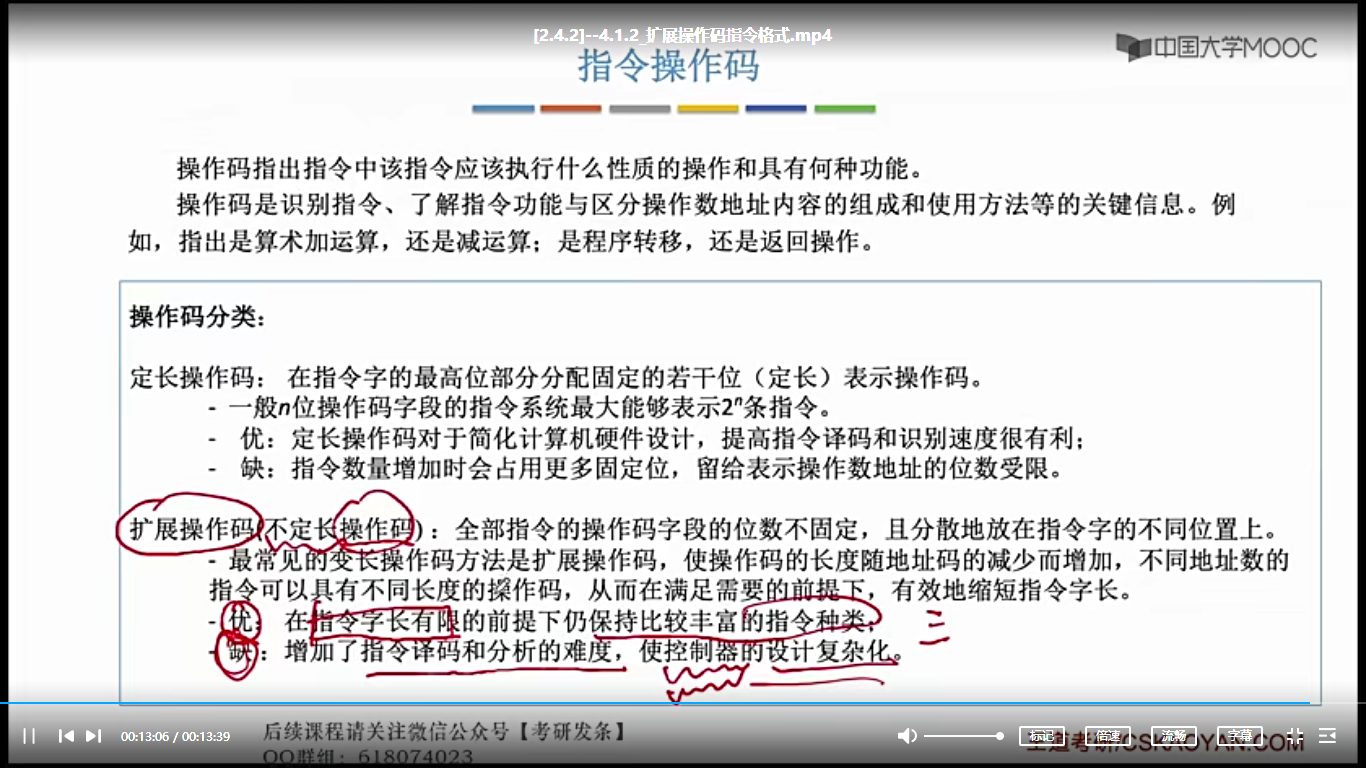 [2.4.2]--4.1.2_扩展操作码指令格式.mp4
中国大学MOOC
指令操作码
操作码指出指令中该指令应该执行什么性质的操作和具有何种功能。
操作码是识别指令、了解指令功能与区分操作数地址内容的组成和使用方法等的关键信息。例
如，指出是算术加运算，还是减运算；是程序转移，还是返回操作。
操作码分类：
定长操作码： 在指令字的最高位部分分配固定的若干位（定长）表示操作码。
- 一般n位操作码字段的指令系统最大能够表示2ⁿ条指令。
- 优：定长操作码对于简化计算机硬件设计，提高指令译码和识别速度很有利；
- 缺：指令数量增加时会占用更多固定位，留给表示操作数地址的位数受限。
扩展操作码(不定长操作码)：全部指令的操作码字段的位数不固定，且分散地放在指令字的不同位置上。
- 最常见的变长操作码方法是扩展操作码，使操作码的长度随地址码的减少而增加，不同地址数的
指令可以具有不同长度的操作码，从而在满足需要的前提下，有效地缩短指令字长。
- 优：在指令字长有限的前提下仍保持比较丰富的指令种类；
- 缺：增加了指令译码和分析的难度，使控制器的设计复杂化。
后续课程请关注微信公众号【考研发条】
QQ群组：618074023
王道考研/CSKAOYAN.COM
00:13:06 / 00:13:39
标记
倍速
流畅
字幕